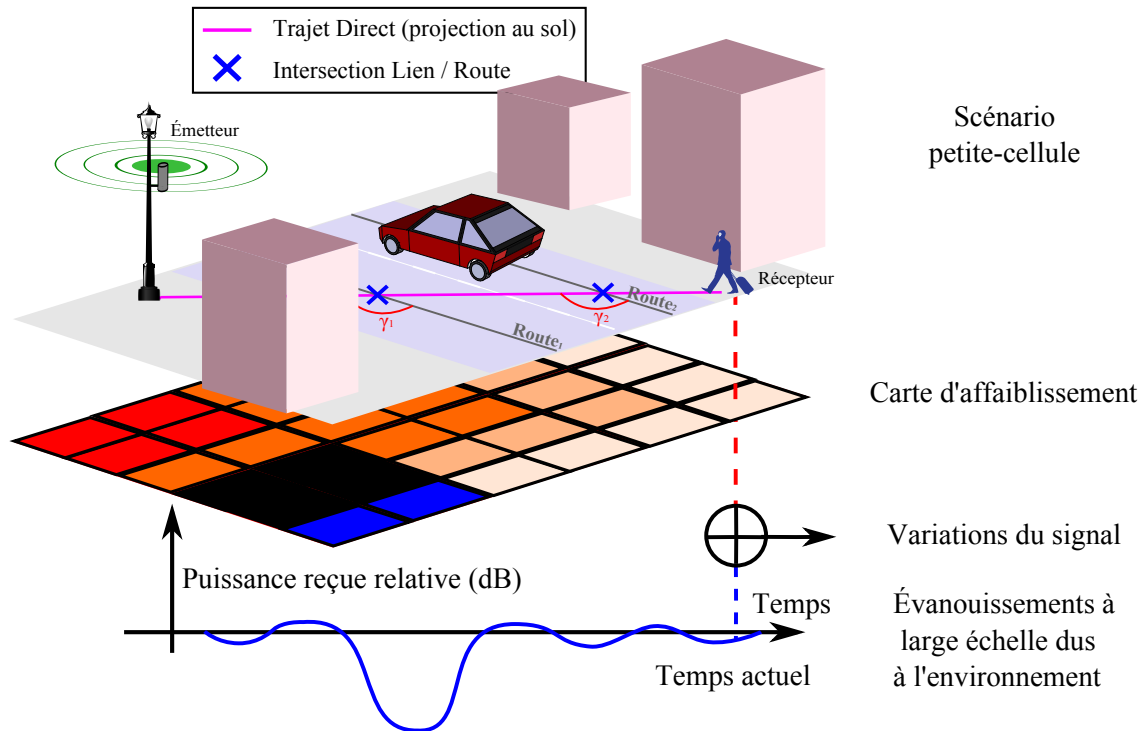 Trajet Direct (projection au sol)
Intersection Lien / Route
Émetteur
Scénario
petite-cellule
Récepteur
Route₂
γ₁
γ₂
Route₁
Carte d'affaiblissement
Variations du signal
Puissance reçue relative (dB)
Temps
Évanouissements à
large échelle dus
à l'environnement
Temps actuel